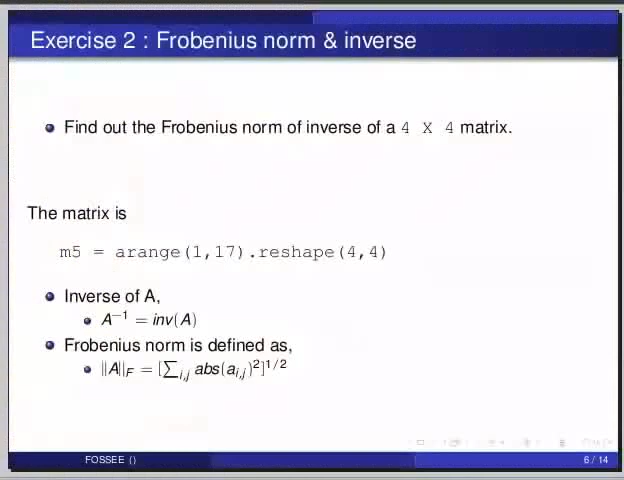 Exercise 2 : Frobenius norm & inverse
Find out the Frobenius norm of inverse of a 4 X 4 matrix.
The matrix is
m5 = arange(1,17).reshape(4,4)
Inverse of A,
A⁻¹ = inv(A)
Frobenius norm is defined as,
||A||_F = [∑_{i,j} abs(a_{i,j})²]^{1/2}
FOSSEE ()
6 / 14